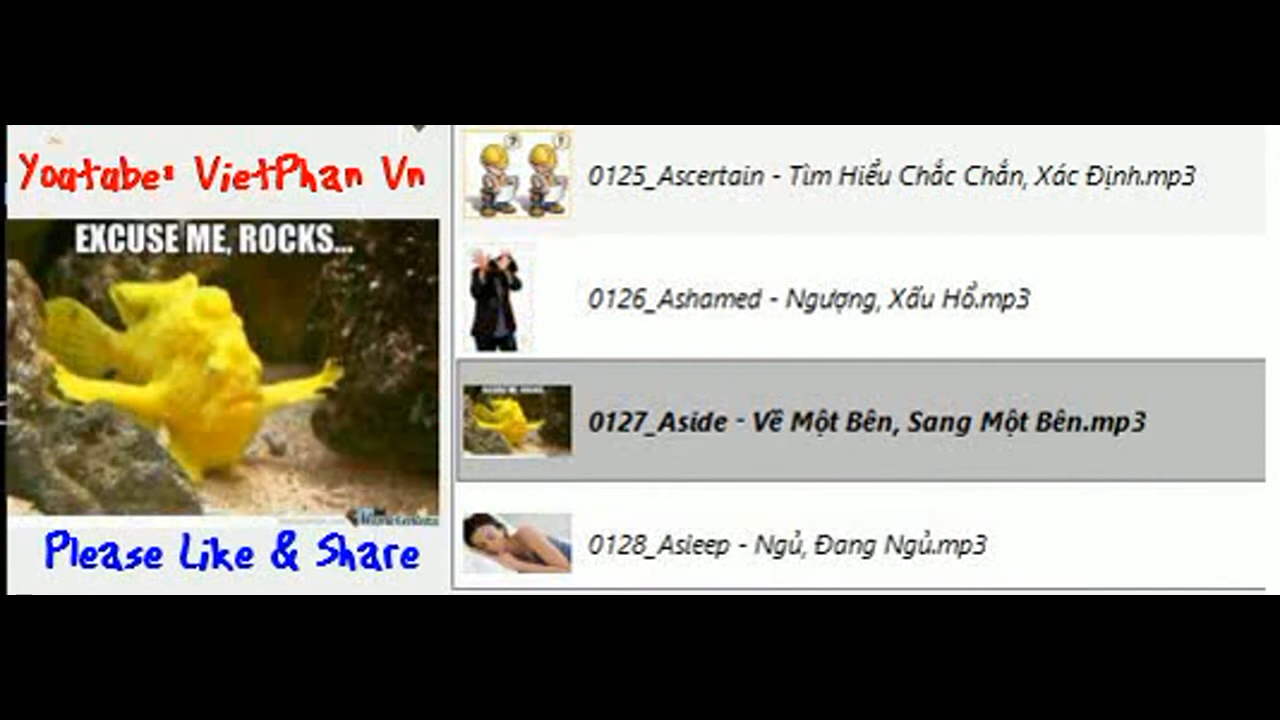 Youtube: VietPhan Vn
EXCUSE ME, ROCKS...
Please Like & Share
0125_Ascertain - Tìm Hiểu Chắc Chắn, Xác Định.mp3
0126_Ashamed - Ngượng, Xấu Hổ.mp3
0127_Aside - Về Một Bên, Sang Một Bên.mp3
0128_Asleep - Ngủ, Đang Ngủ.mp3